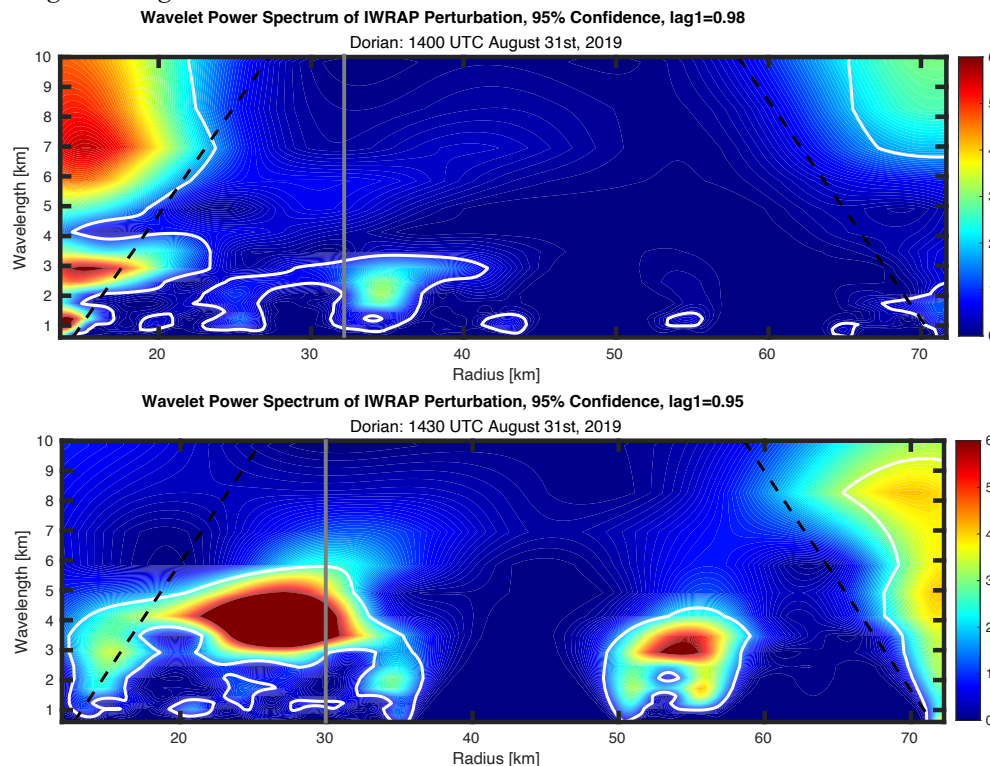 Wavelet Power Spectrum of IWRAP Perturbation, 95% Confidence, lag1=0.98
Dorian: 1400 UTC August 31st, 2019
10
9
8
7
6
5
4
3
2
1
Wavelength [km]
20 30 40 50 60 70
Radius [km]
Wavelet Power Spectrum of IWRAP Perturbation, 95% Confidence, lag1=0.95
Dorian: 1430 UTC August 31st, 2019
10
9
8
7
6
5
4
3
2
1
Wavelength [km]
6
5
4
3
2
1
0
20 30 40 50 60 70
Radius [km]